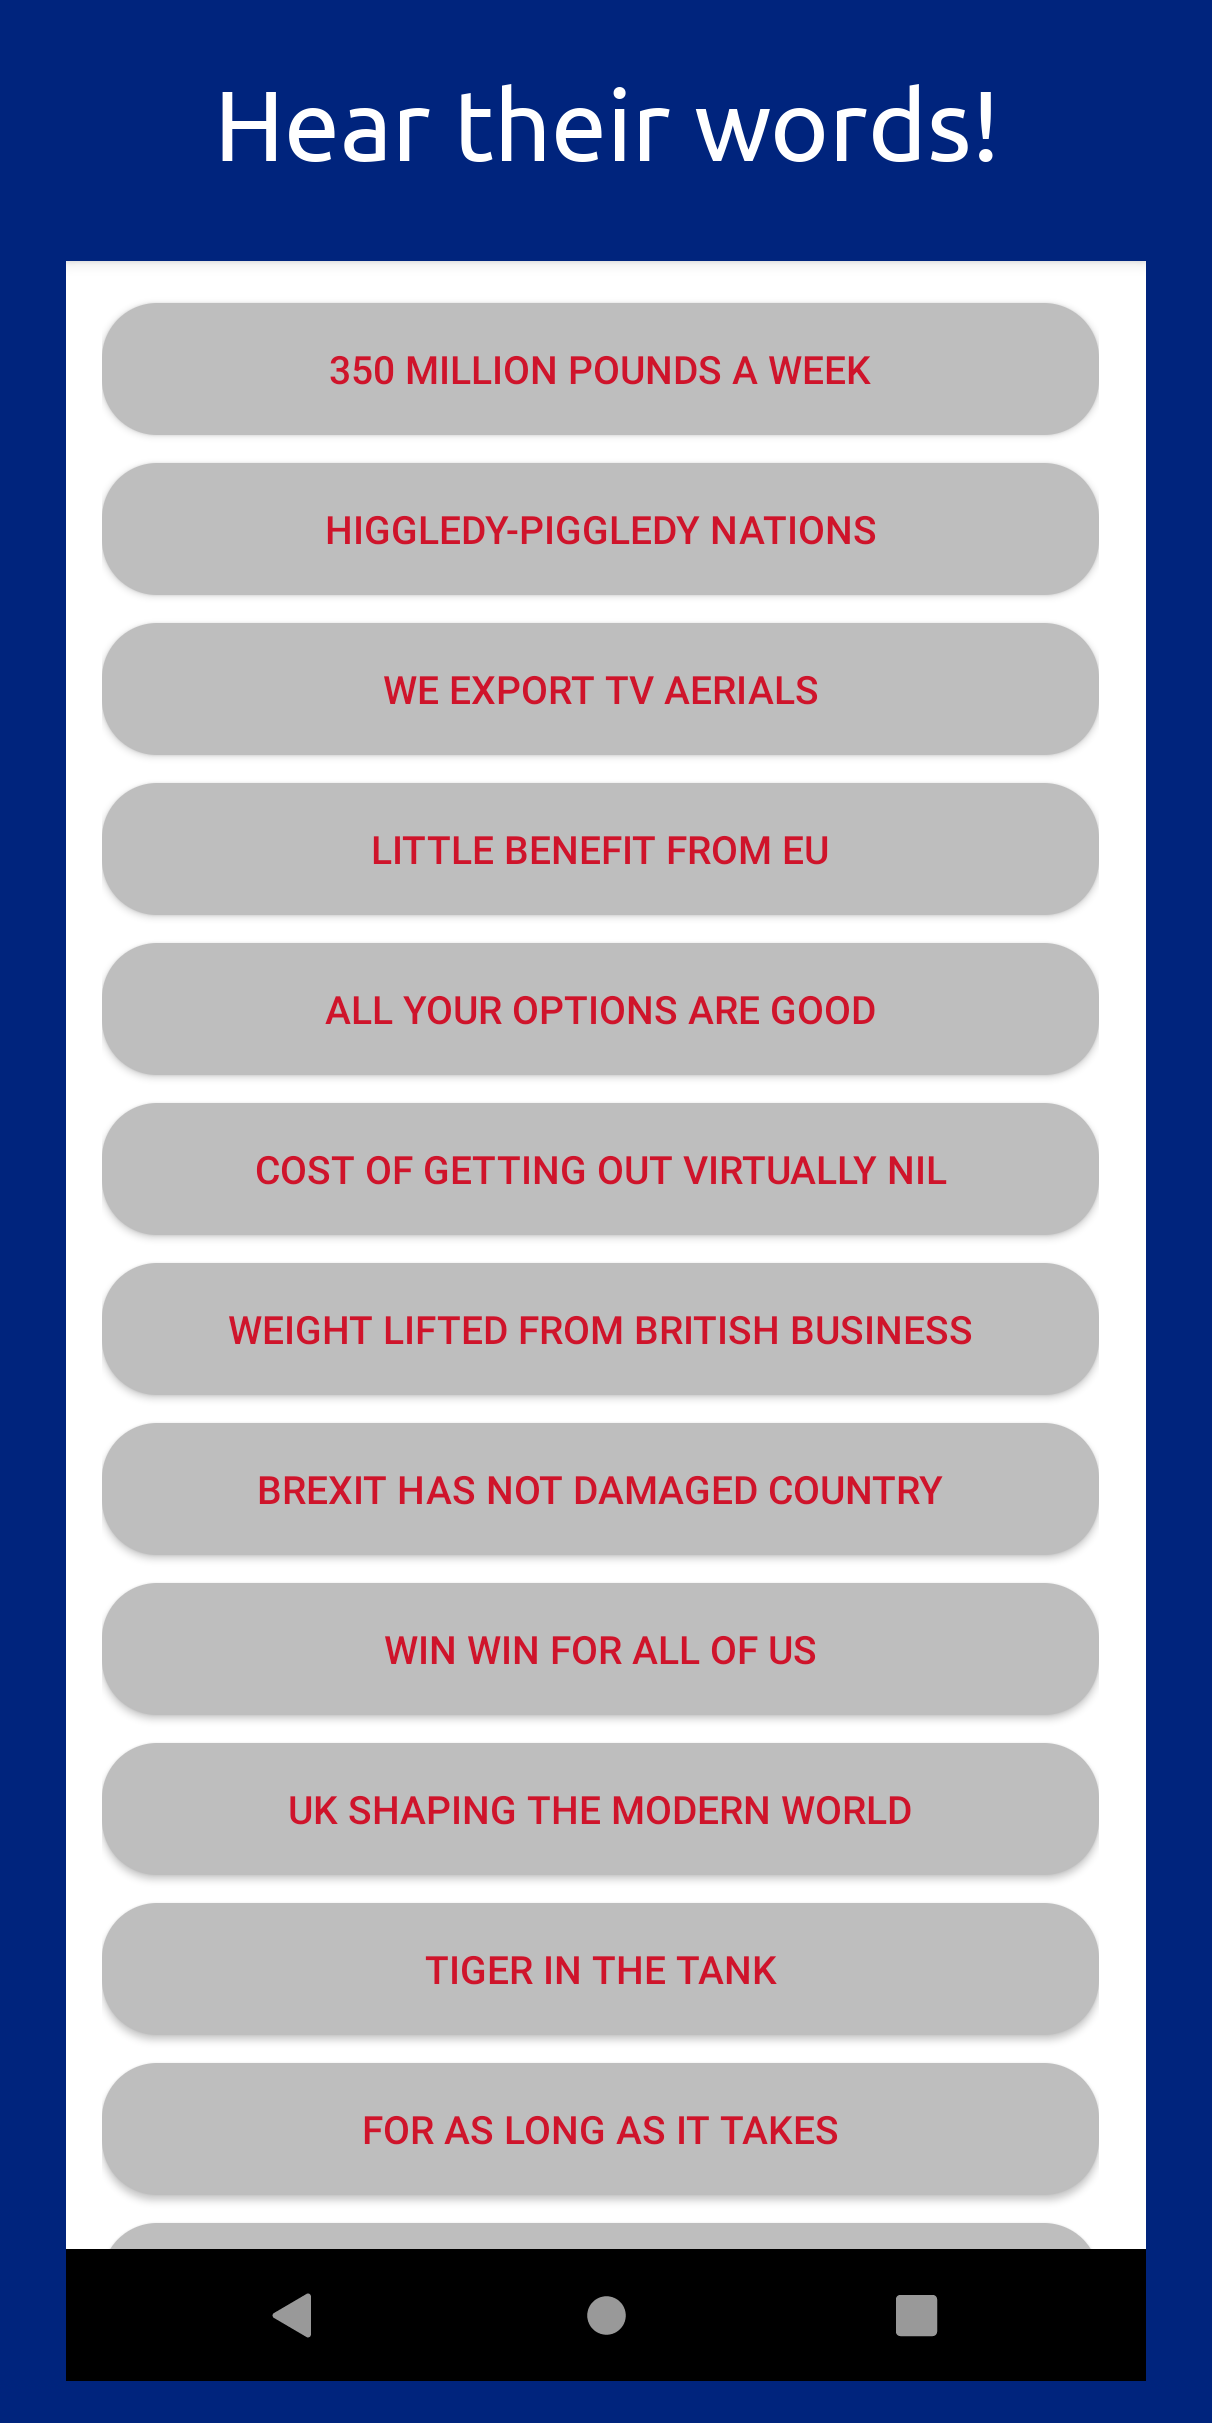 Hear their words!
350 MILLION POUNDS A WEEK
HIGGLEDY-PIGGLEDY NATIONS
WE EXPORT TV AERIALS
LITTLE BENEFIT FROM EU
ALL YOUR OPTIONS ARE GOOD
COST OF GETTING OUT VIRTUALLY NIL
WEIGHT LIFTED FROM BRITISH BUSINESS
BREXIT HAS NOT DAMAGED COUNTRY
WIN WIN FOR ALL OF US
UK SHAPING THE MODERN WORLD
TIGER IN THE TANK
FOR AS LONG AS IT TAKES